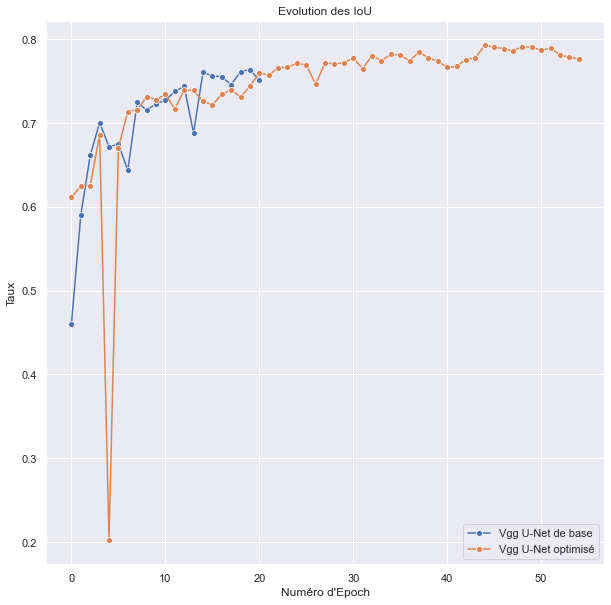 Evolution des IoU
0.8
0.7
0.6
0.5
0.4
0.3
0.2
Taux
0 10 20 30 40 50
Numéro d'Epoch
Vgg U-Net de base
Vgg U-Net optimisé